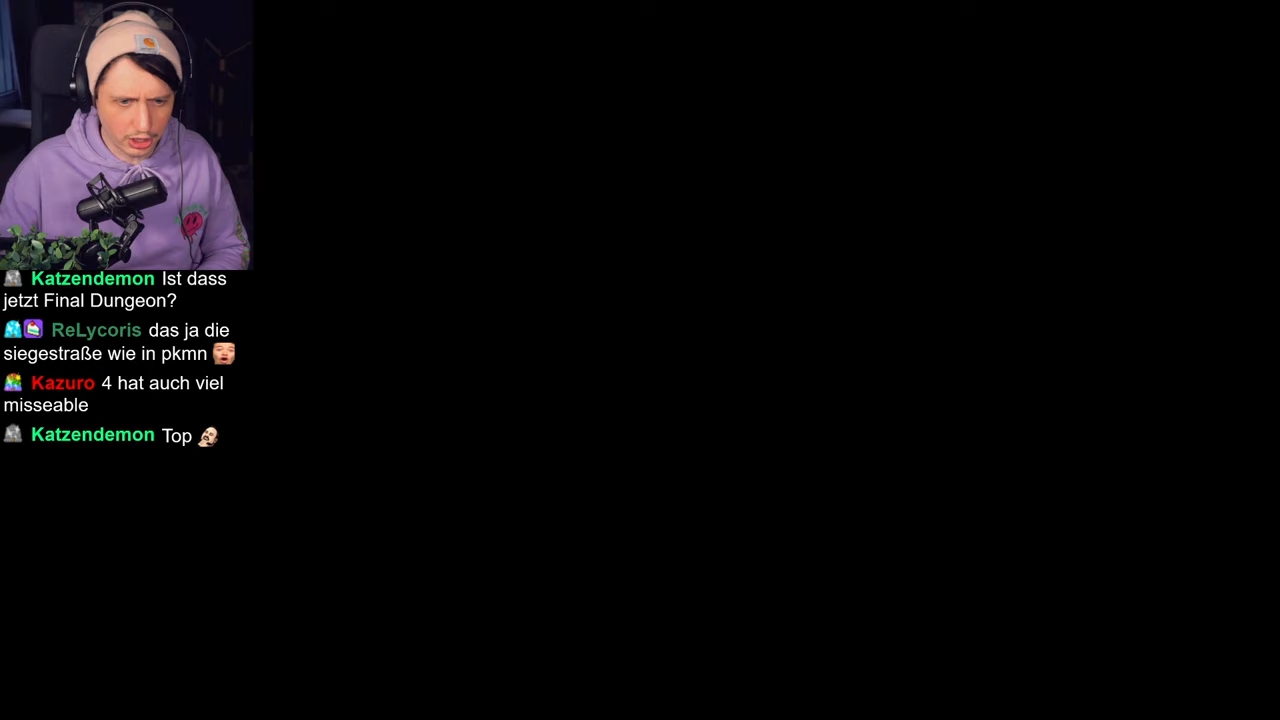 Katzendemon Ist dass
jetzt Final Dungeon?
ReLycoris das ja die
siegestraße wie in pkmn
Kazuro 4 hat auch viel
misseable
Katzendemon Top